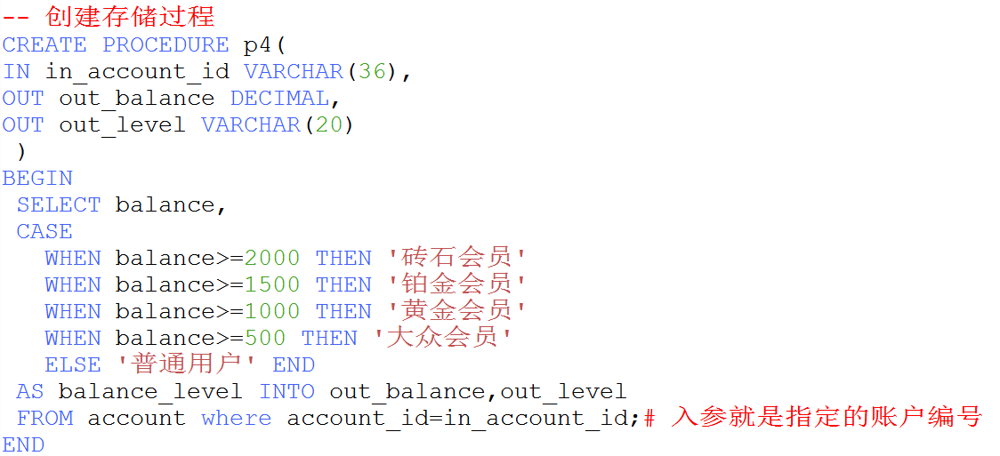 -- 创建存储过程
CREATE PROCEDURE p4(
IN in_account_id VARCHAR(36),
OUT out_balance DECIMAL,
OUT out_level VARCHAR(20)
)
BEGIN
SELECT balance,
CASE
WHEN balance>=2000 THEN '砖石会员'
WHEN balance>=1500 THEN '铂金会员'
WHEN balance>=1000 THEN '黄金会员'
WHEN balance>=500 THEN '大众会员'
ELSE '普通用户' END
AS balance_level INTO out_balance,out_level
FROM account where account_id=in_account_id;# 入参就是指定的账户编号
END